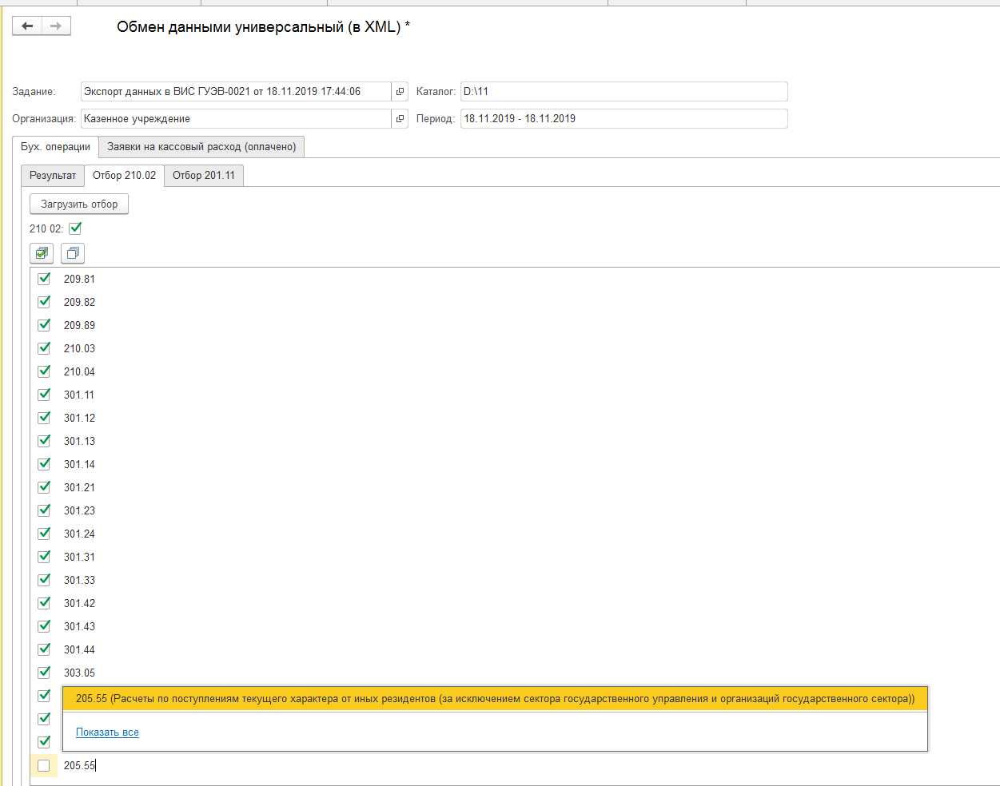 Обмен данными универсальный (в XML) *
Задание: Экспорт данных в ВИС ГУЭВ-0021 от 18.11.2019 17:44:06 Каталог: D:\11
Организация: Казенное учреждение Период: 18.11.2019 - 18.11.2019
Бух. операции Заявки на кассовый расход (оплачено)
Результат Отбор 210.02 Отбор 201.11
Загрузить отбор
210 02:
209.81
209.82
209.89
210.03
210.04
301.11
301.12
301.13
301.14
301.21
301.23
301.24
301.31
301.33
301.42
301.43
301.44
303.05
205.55 (Расчеты по поступлениям текущего характера от иных резидентов (за исключением сектора государственного управления и организаций государственного сектора))
Показать все
205.55